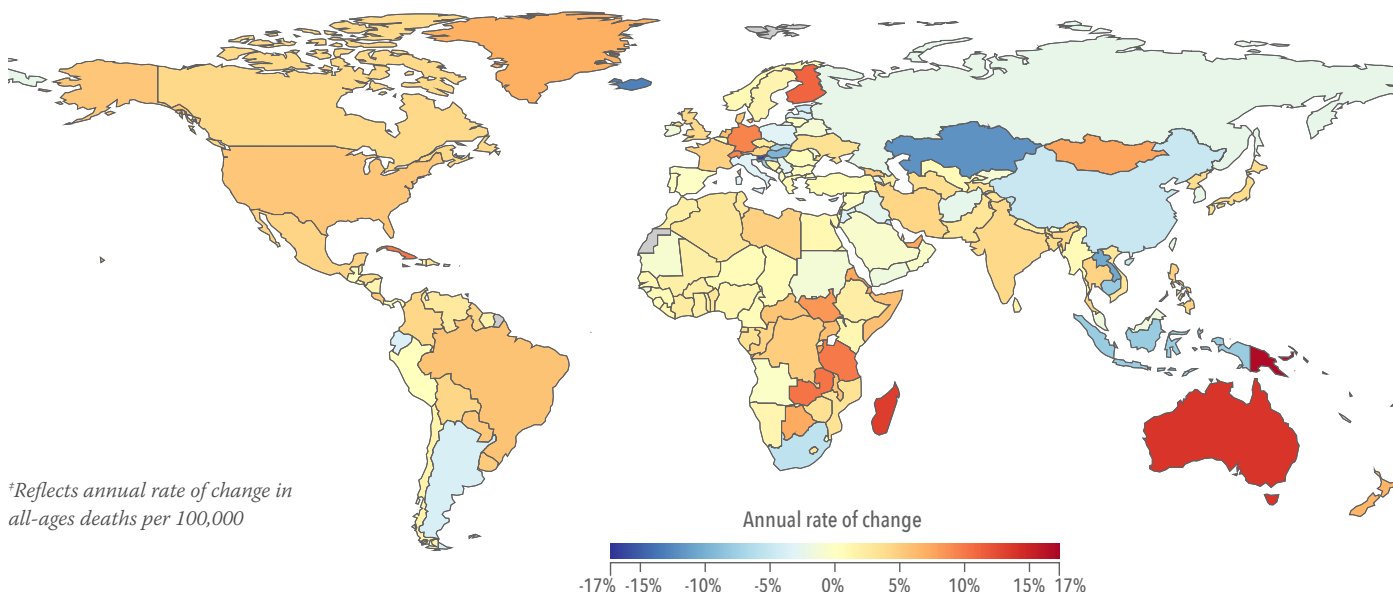 ‡Reflects annual rate of change in
all-ages deaths per 100,000
Annual rate of change
-17% -15% -10% -5% 0% 5% 10% 15% 17%